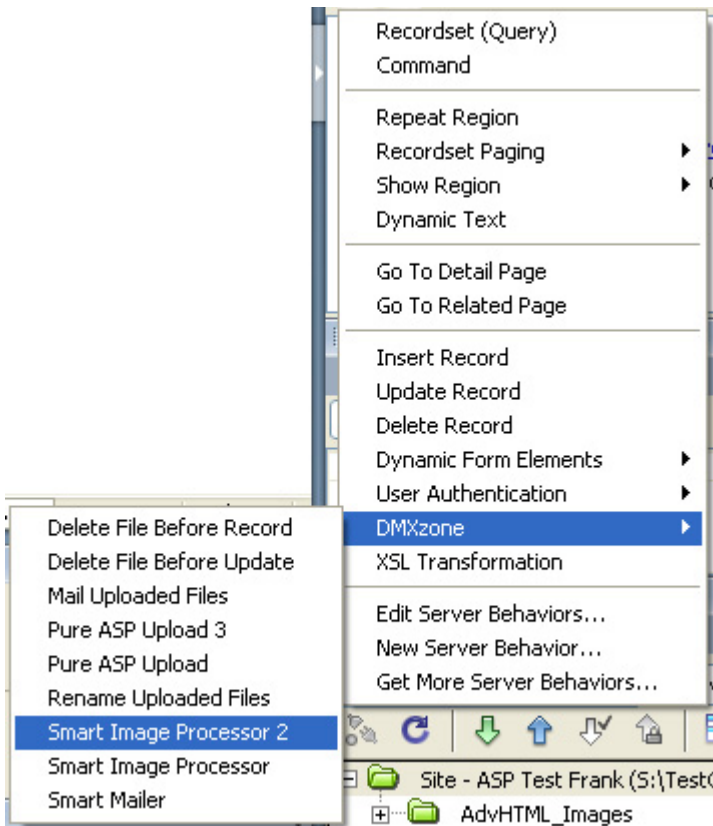 Recordset (Query)
Command
Repeat Region
Recordset Paging
Show Region
Dynamic Text
Go To Detail Page
Go To Related Page
Insert Record
Update Record
Delete Record
Dynamic Form Elements
User Authentication
DMXzone
XSL Transformation
Edit Server Behaviors...
New Server Behavior...
Get More Server Behaviors...
Delete File Before Record
Delete File Before Update
Mail Uploaded Files
Pure ASP Upload 3
Pure ASP Upload
Rename Uploaded Files
Smart Image Processor 2
Smart Image Processor
Smart Mailer
Site - ASP Test Frank (S:\Test
AdvHTML_Images